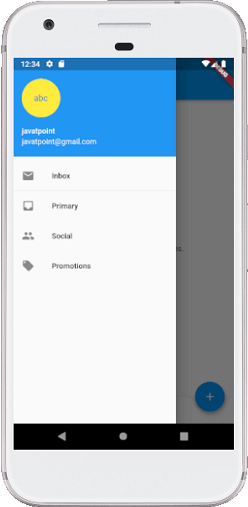 12:34
abc
javatpoint
javatpoint@gmail.com
Inbox
Primary
Social
Promotions